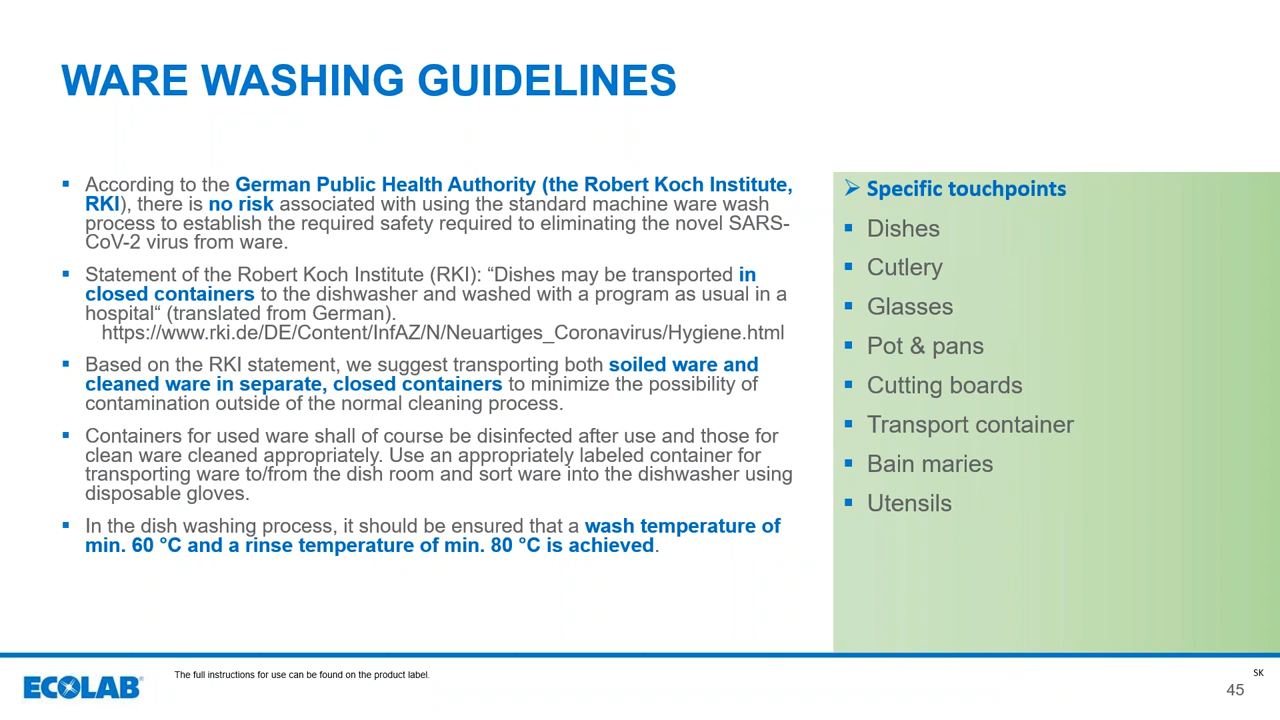 WARE WASHING GUIDELINES
▪ According to the German Public Health Authority (the Robert Koch Institute,
RKI), there is no risk associated with using the standard machine ware wash
process to establish the required safety required to eliminating the novel SARS-
CoV-2 virus from ware.
▪ Statement of the Robert Koch Institute (RKI): “Dishes may be transported in
closed containers to the dishwasher and washed with a program as usual in a
hospital“ (translated from German).
https://www.rki.de/DE/Content/InfAZ/N/Neuartiges_Coronavirus/Hygiene.html
▪ Based on the RKI statement, we suggest transporting both soiled ware and
cleaned ware in separate, closed containers to minimize the possibility of
contamination outside of the normal cleaning process.
▪ Containers for used ware shall of course be disinfected after use and those for
clean ware cleaned appropriately. Use an appropriately labeled container for
transporting ware to/from the dish room and sort ware into the dishwasher using
disposable gloves.
▪ In the dish washing process, it should be ensured that a wash temperature of
min. 60 °C and a rinse temperature of min. 80 °C is achieved.
➢ Specific touchpoints
▪ Dishes
▪ Cutlery
▪ Glasses
▪ Pot & pans
▪ Cutting boards
▪ Transport container
▪ Bain maries
▪ Utensils
ECOLAB®
The full instructions for use can be found on the product label.
SK
45